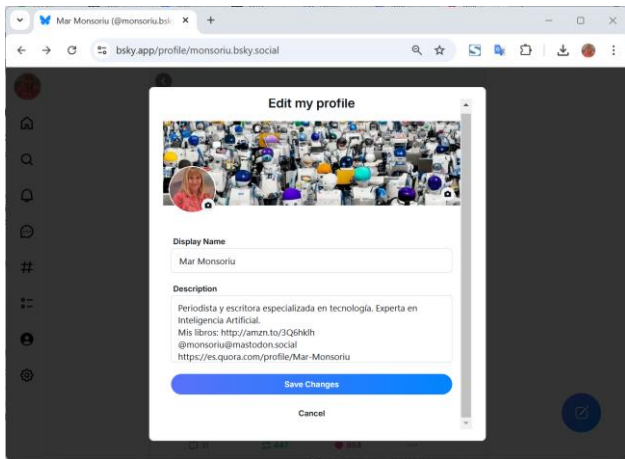 Mar Monsoriu (@monsoriu.bsk
bsky.app/profile/monsoriu.bsky.social
Edit my profile
Display Name
Mar Monsoriu
Description
Periodista y escritora especializada en tecnología. Experta en
Inteligencia Artificial.
Mis libros: http://amzn.to/3Q6hklh
@monsoriu@mastodon.social
https://es.quora.com/profile/Mar-Monsoriu
Save Changes
Cancel